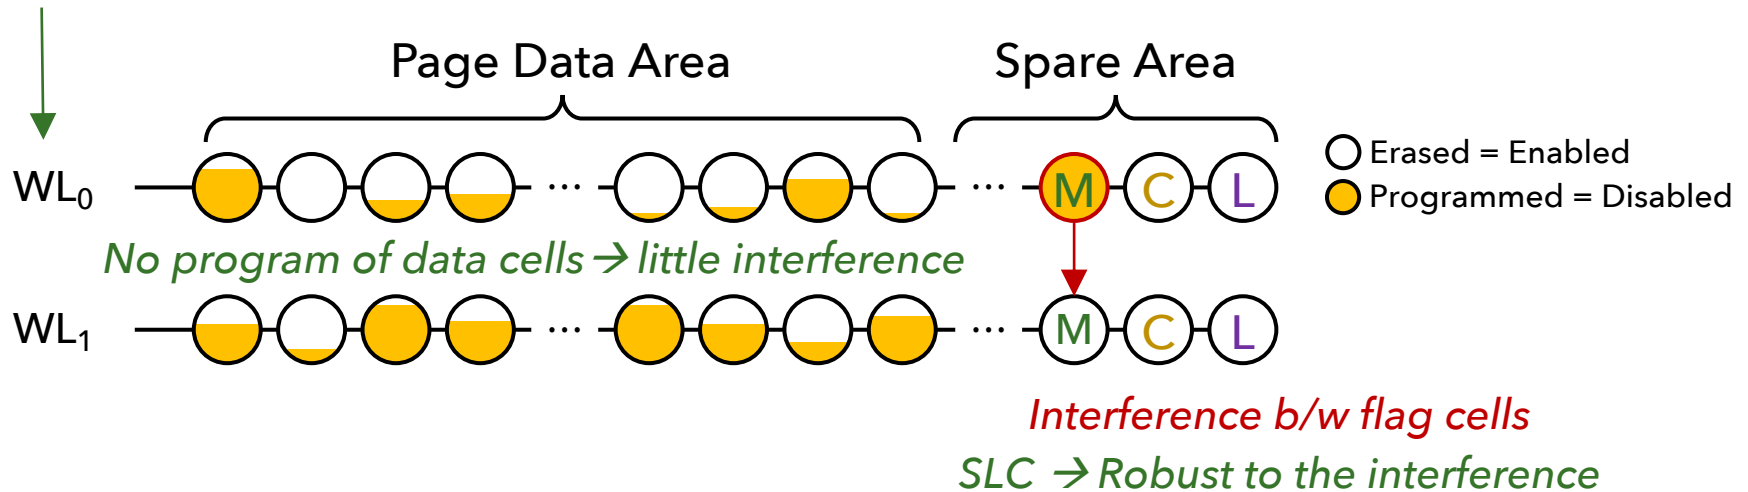 Page Data Area Spare Area
WL0 ... ... M C L
Erased = Enabled
Programmed = Disabled
No program of data cells → little interference
WL1 ... ... M C L
Interference b/w flag cells
SLC → Robust to the interference